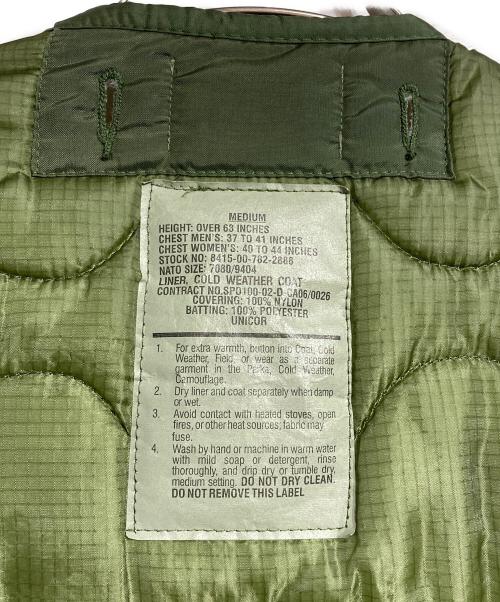 MEDIUM
HEIGHT: OVER 63 INCHES
CHEST MEN'S: 37 TO 41 INCHES
CHEST WOMEN'S: 40 TO 44 INCHES
STOCK NO: 8415-00-782-2888
NATO SIZE: 7080/9404
LINER, COLD WEATHER COAT
CONTRACT NO.SPO100-02-D-CA06/0026
COVERING: 100% NYLON
BATTING: 100% POLYESTER
UNICOR
1. For extra warmth, button into Coat, Cold
Weather, Field, or wear as a separate
garment in the Parka, Cold Weather,
Camouflage.
2. Dry liner and coat separately when damp
or wet.
3. Avoid contact with heated stoves, open
fires, or other heat sources; fabric may
fuse.
4. Wash by hand or machine in warm water
with mild soap or detergent, rinse
thoroughly, and drip dry or tumble dry,
medium setting. DO NOT DRY CLEAN.
DO NOT REMOVE THIS LABEL